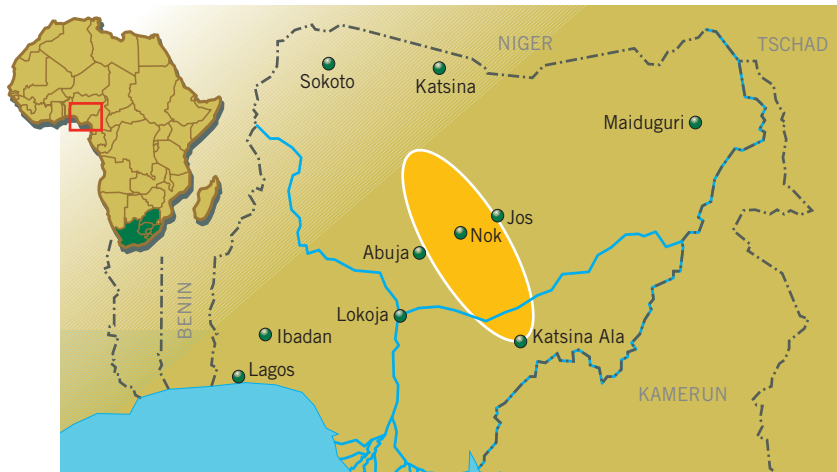 NIGER
TSCHAD
Sokoto
Katsina
Maiduguri
Jos
Nok
Abuja
BENIN
Lokoja
Ibadan
Katsina Ala
Lagos
KAMERUN